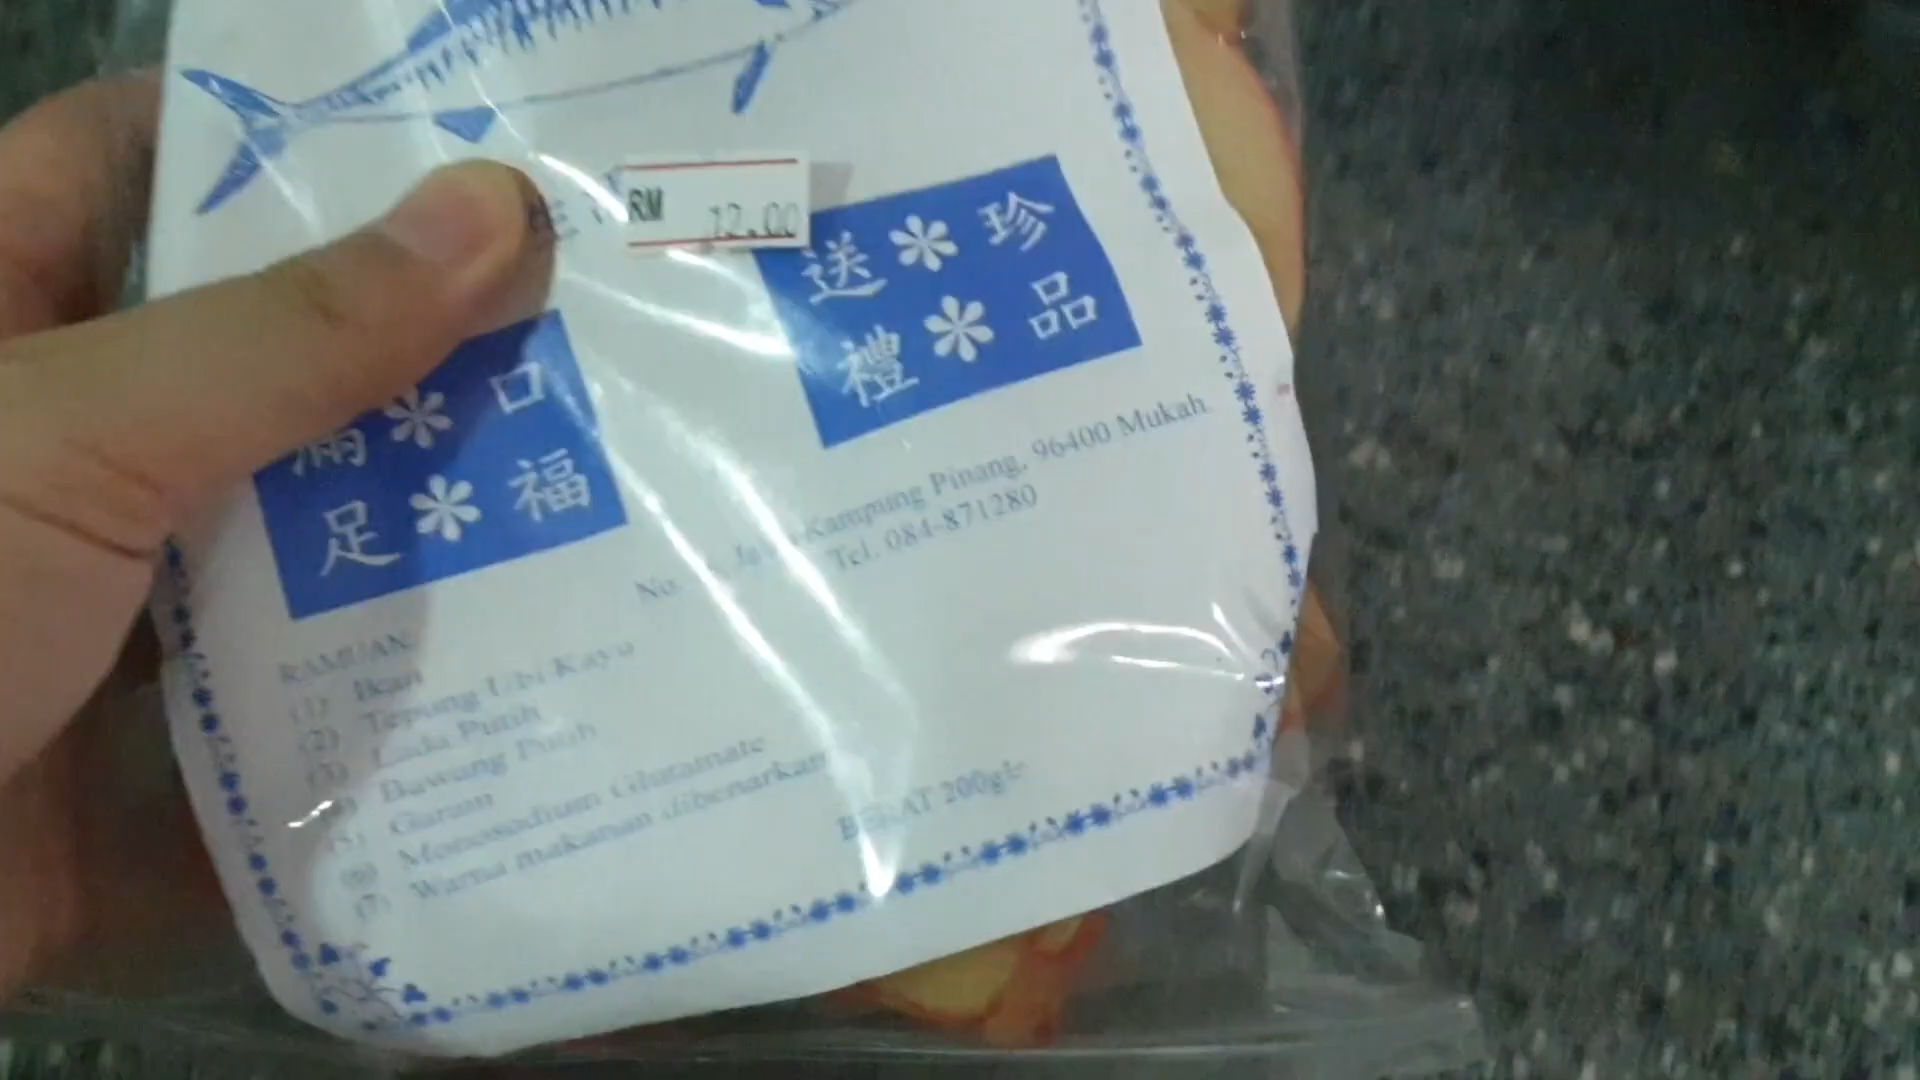 RM 12.00
送 珍
禮 品
滿 口
足 福
No. Kampung Pinang, 96400 Mukah.
Tel. 084-871280
RAMUAN
(1) Ikan
(2) Tepung Ubi Kayu
(3) Lada Putih
Bawang Putih
(5) Garam
(6) Monosodium Glutamate
(7) Warna makanan dibenarkan
BERAT 200g